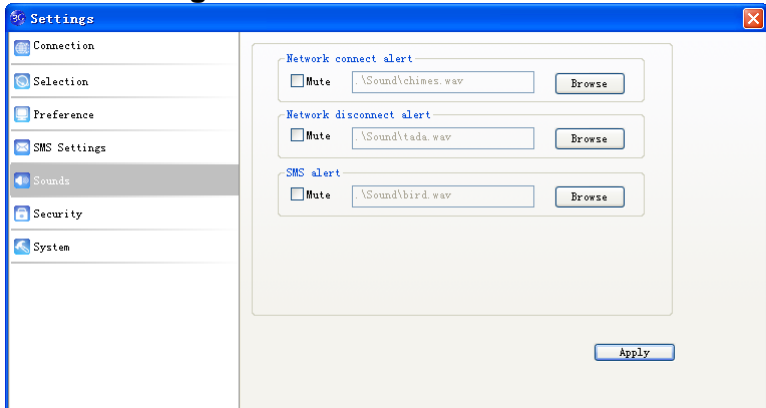 3G Settings
Connection
Selection
Preference
SMS Settings
Sounds
Security
System
Network connect alert
Mute .\Sound\chimes.wav Browse
Network disconnect alert
Mute .\Sound\tada.wav Browse
SMS alert
Mute .\Sound\bird.wav Browse
Apply